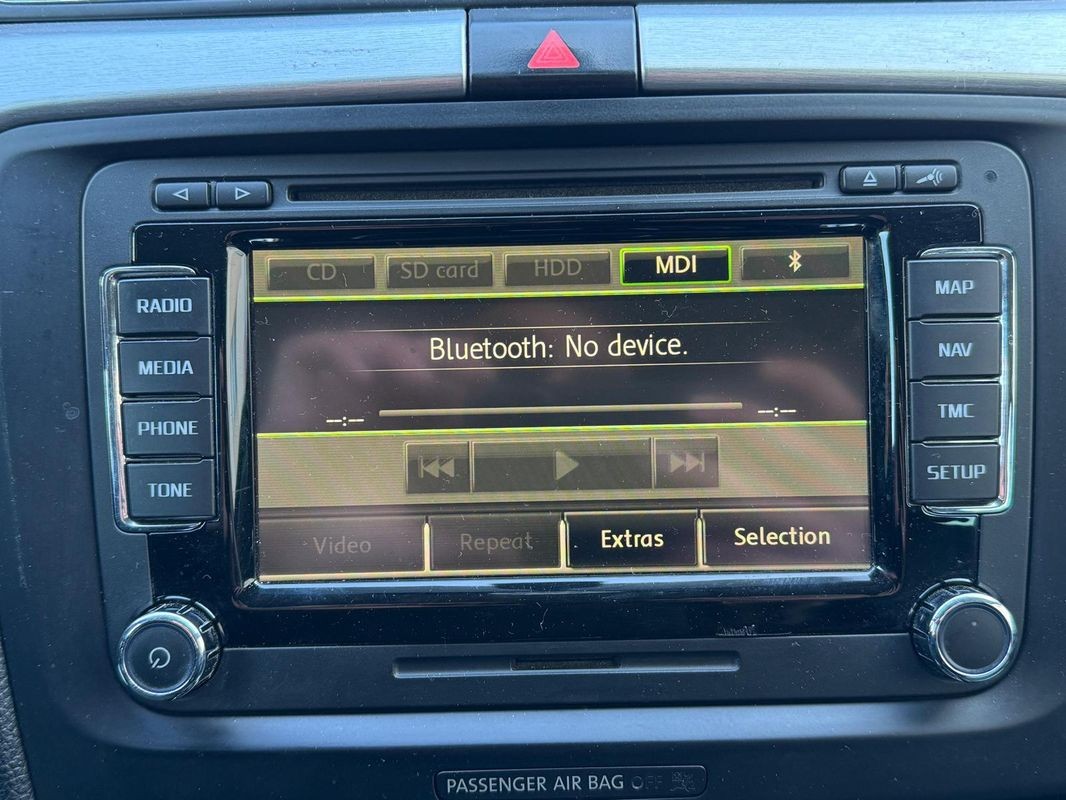 CD SD card HDD MDI
RADIO
MEDIA
PHONE
TONE
Bluetooth: No device.
--:-- --:--
Video Repeat Extras Selection
MAP
NAV
TMC
SETUP
PASSENGER AIR BAG OFF